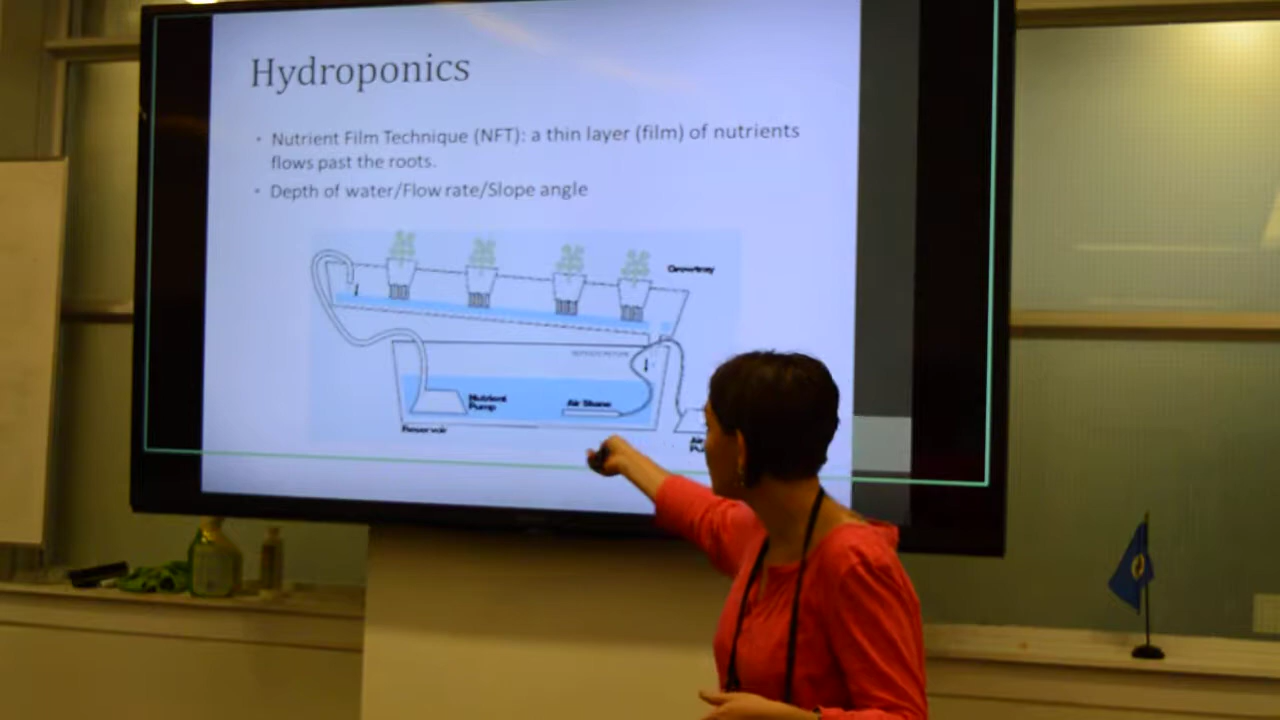 Hydroponics
• Nutrient Film Technique (NFT): a thin layer (film) of nutrients
flows past the roots.
• Depth of water/Flow rate/Slope angle
Growtray
Nutrient
Pump
Air Stone
Reservoir
Air